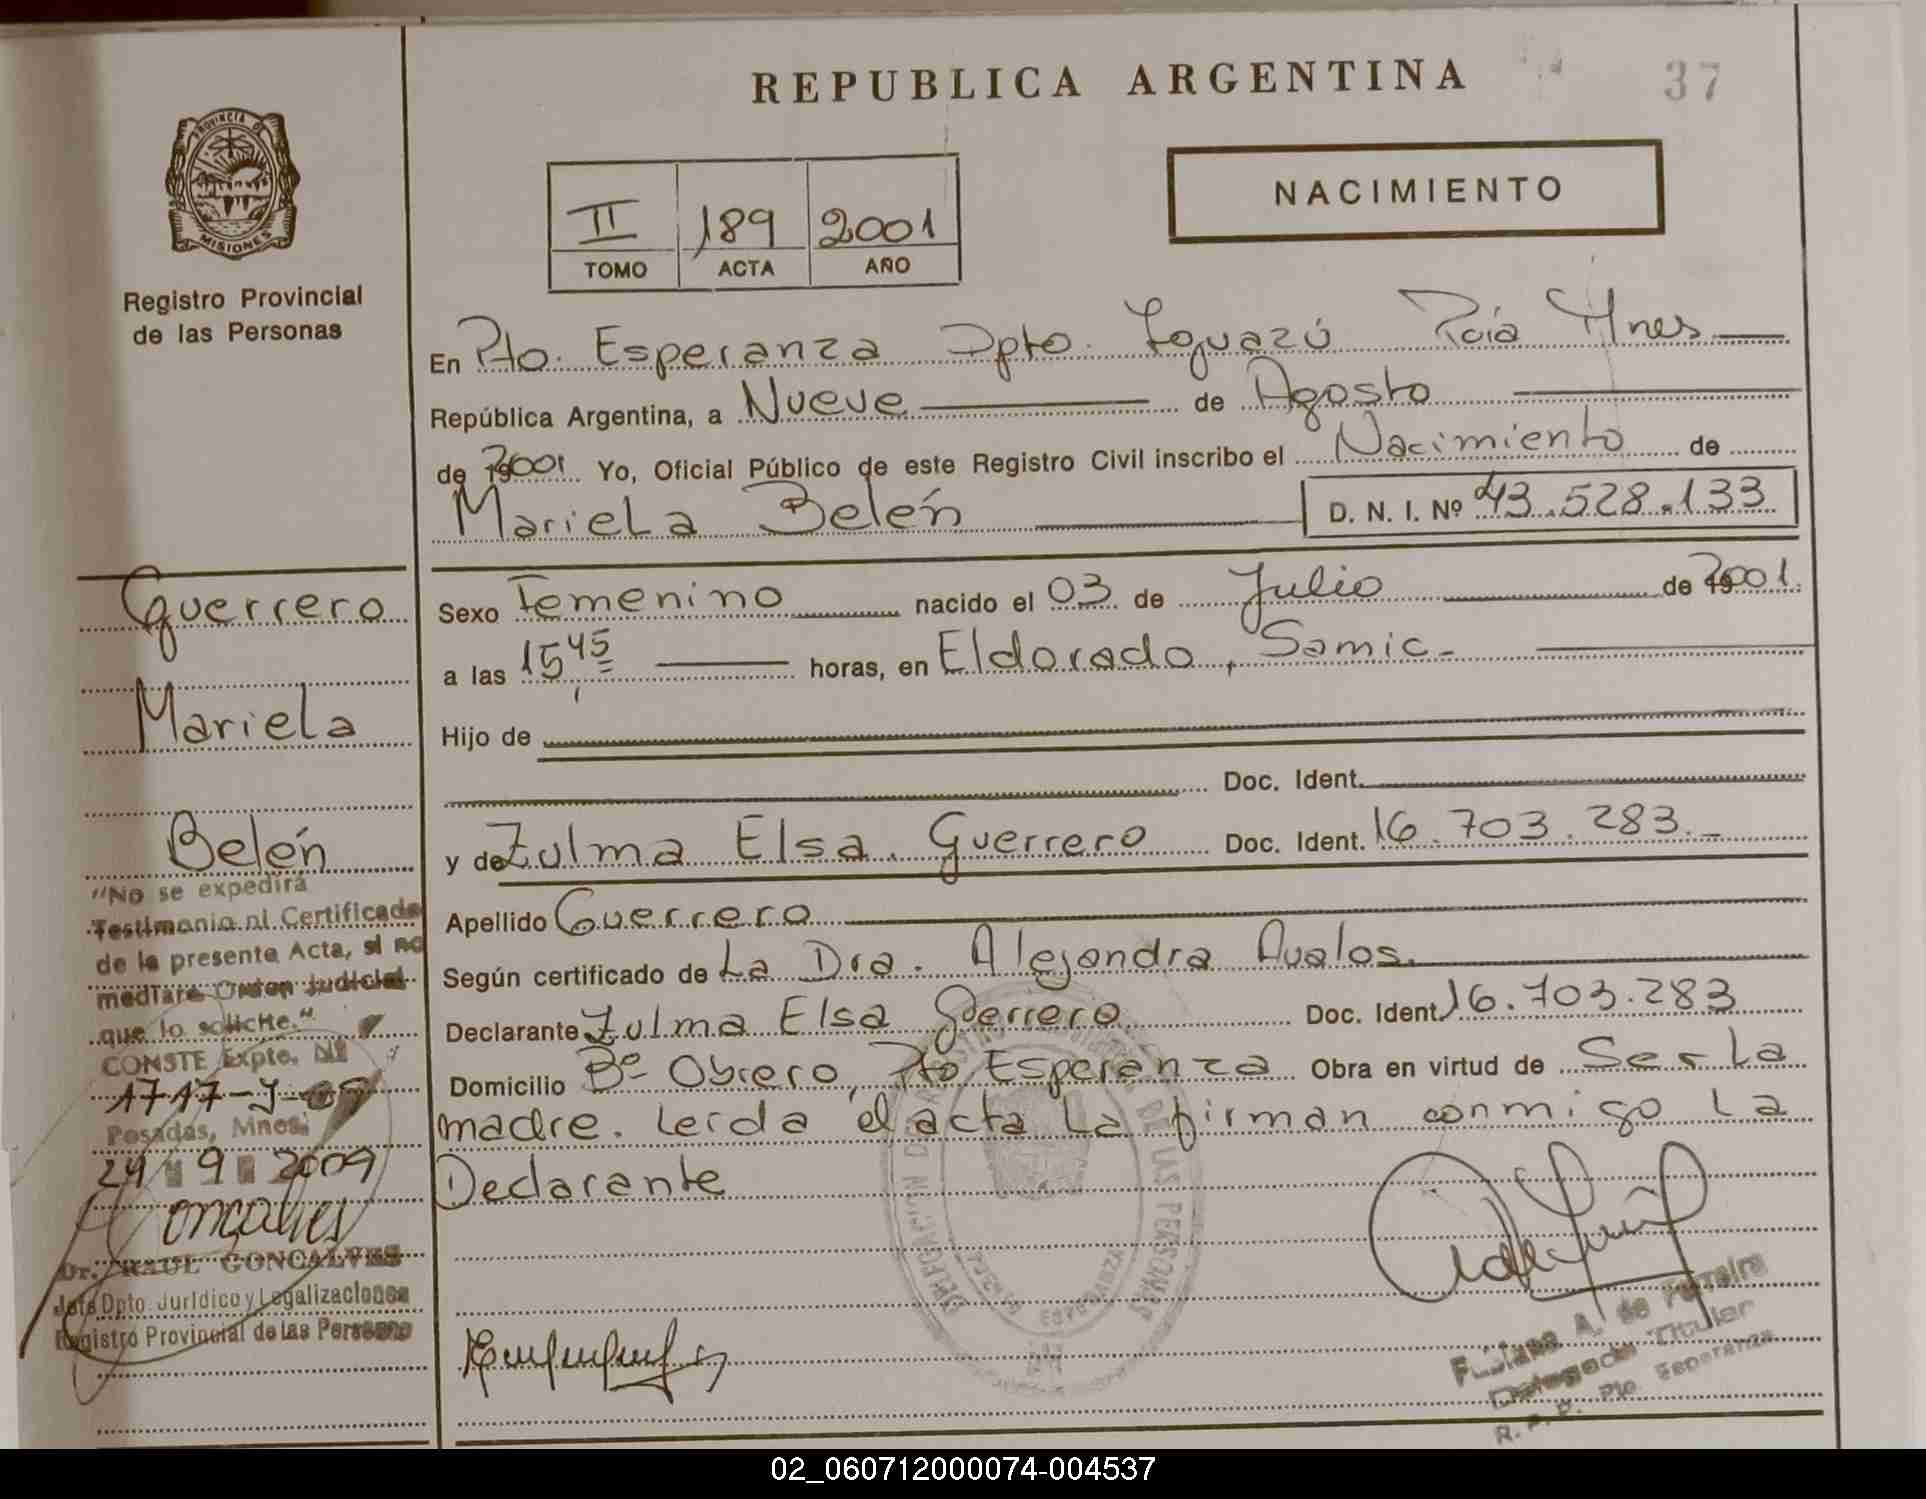 REPUBLICA ARGENTINA
37
PROVINCIA DE
MISIONES
Registro Provincial
de las Personas
NACIMIENTO
II 189 2001
TOMO ACTA AÑO
En Pto. Esperanza Dpto. Iguazú Pcia Mnes
República Argentina, a Nueve de Agosto
de 2001 Yo, Oficial Público de este Registro Civil inscribo el Nacimiento de
Mariela Belén D. N. I. Nº 43.528.133
Sexo Femenino nacido el 03 de Julio de 2001.
a las 15,45 horas, en Eldorado, Samic.
Hijo de
Doc. Ident.
y de Zulma Elsa Guerrero Doc. Ident. 16.703.283.
Apellido Guerrero
Según certificado de La Dra. Alejandra Avalos.
Declarante Zulma Elsa Guerrero Doc. Ident. 16.703.283
Domicilio Bº Obrero, Pto Esperanza Obra en virtud de Ser La
madre. Leída el acta La firman conmigo La
Declarante
Guerrero
Mariela
Belén
"No se expedirá
Testimonio ni Certificado
de la presente Acta, si no
mediare Orden judicial
que lo solicite."
CONSTE Expte. Nº
1717-J-09
Posadas, Mnes.
24 9 2009
Dr. RAUL GONCALVES
Jefe Dpto. Jurídico y Legalizaciones
Registro Provincial de las Personas
DE LAS PERSONAS
ESPERANZA
A. de Ferreira
Delegada Titular
R. P. P. Pto. Esperanza
02_060712000074-004537